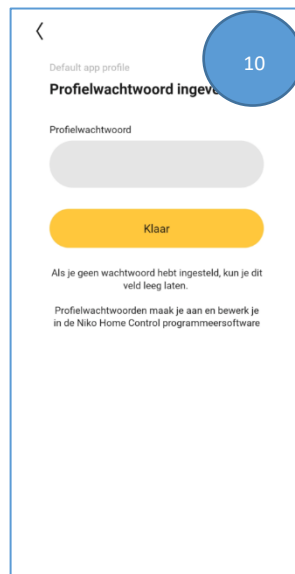 10
Default app profile
Profielwachtwoord
Profielwachtwoord
Klaar
Als je geen wachtwoord hebt ingesteld, kun je dit
veld leeg laten.
Profielwachtwoorden maak je aan en bewerk je
in de Niko Home Control programmeersoftware